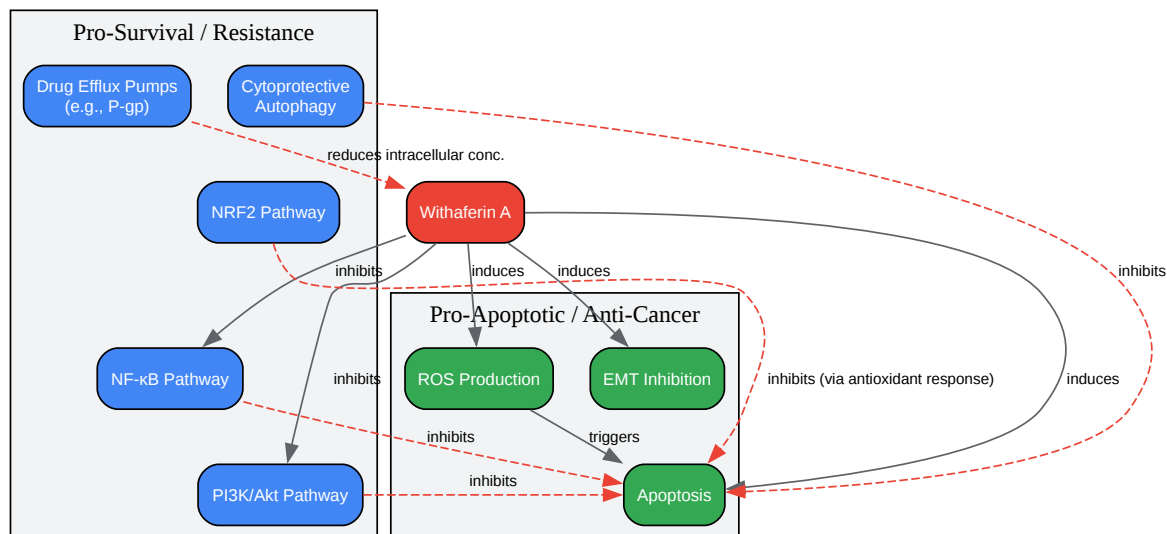 Pro-Survival / Resistance
Drug Efflux Pumps
(e.g., P-gp)
Cytoprotective
Autophagy
reduces intracellular conc.
NRF2 Pathway
Withaferin A
inhibits
induces
induces
inhibits
Pro-Apoptotic / Anti-Cancer
NF-κB Pathway
inhibits
ROS Production
EMT Inhibition
inhibits (via antioxidant response)
induces
inhibits
triggers
PI3K/Akt Pathway
inhibits
Apoptosis